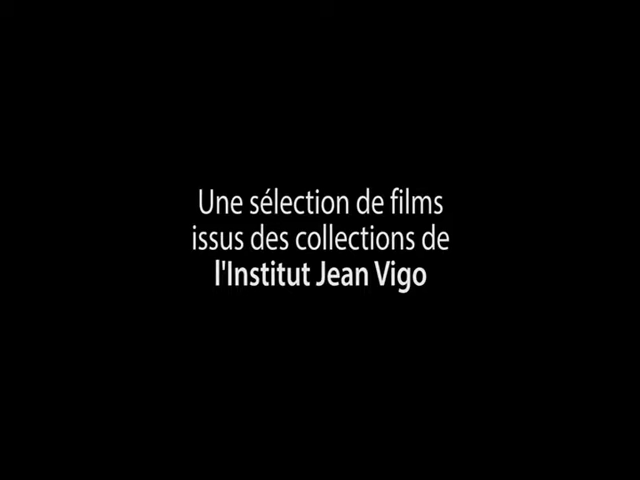 Une sélection de films
issus des collections de
l'Institut Jean Vigo